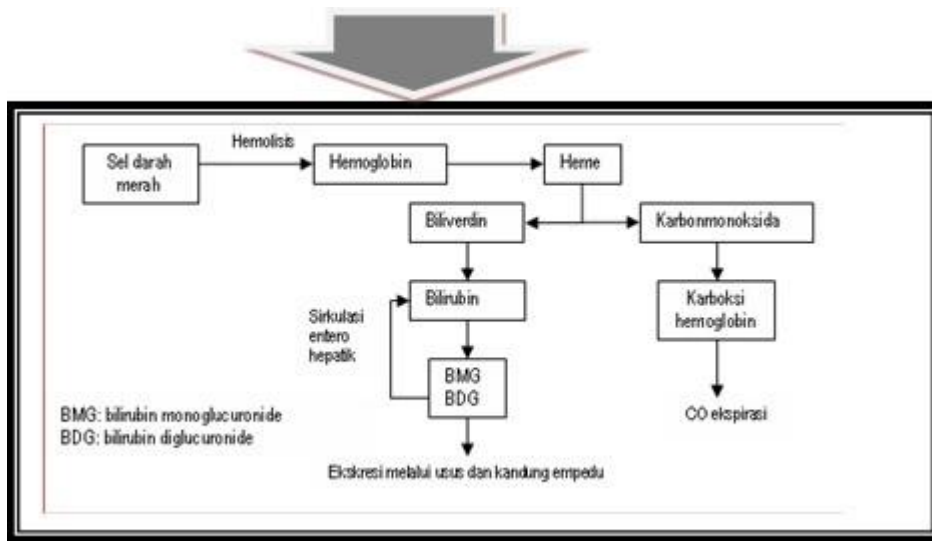 Hemolisis
Sel darah
merah
Hemoglobin
Heme
Biliverdin
Karbonmonoksida
Bilirubin
Karboksi
hemoglobin
Sirkulasi
entero
hepatik
BMG
BDG
CO ekspirasi
BMG: bilirubin monoglucuronide
BDG: bilirubin diglucuronide
Ekskresi melalui usus dan kandung empedu